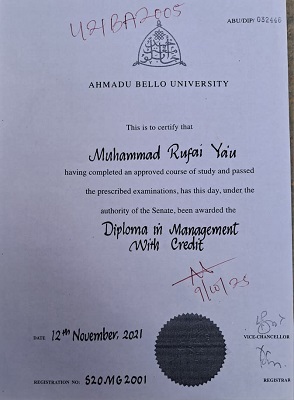 U21BA2005
ABU/DIP: 032466
AHMADU BELLO UNIVERSITY
This is to certify that
Muhammad Rufai Ya'u
having completed an approved course of study and passed
the prescribed examinations, has this day, under the
authority of the Senate, been awarded the
Diploma in Management
With Credit
9/10/25
DATE 12th November, 2021
VICE-CHANCELLOR
REGISTRATION NO: S20MG2001
REGISTRAR